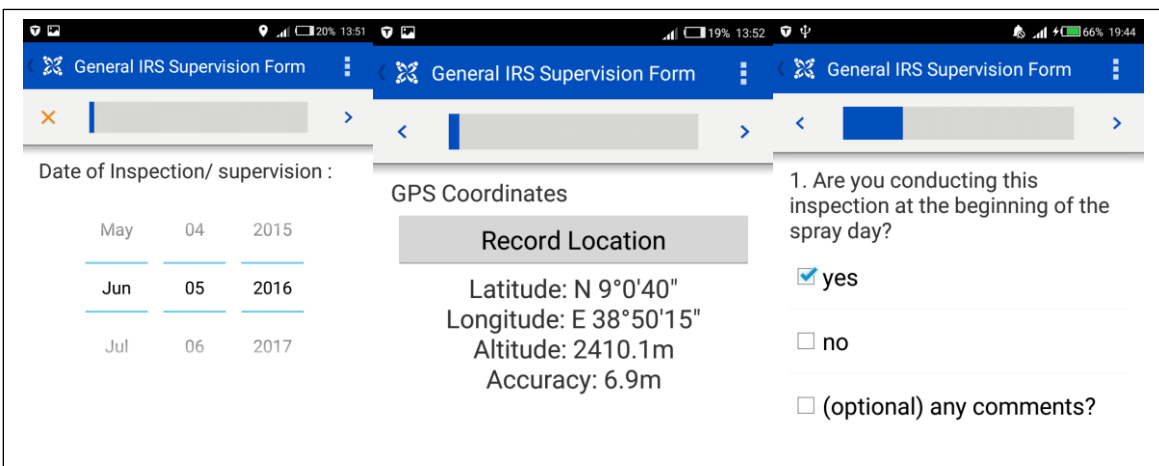 20% 13:51
General IRS Supervision Form
Date of Inspection/ supervision :
May 04 2015
Jun 05 2016
Jul 06 2017
19% 13:52
General IRS Supervision Form
GPS Coordinates
Record Location
Latitude: N 9°0'40"
Longitude: E 38°50'15"
Altitude: 2410.1m
Accuracy: 6.9m
66% 19:44
General IRS Supervision Form
1. Are you conducting this
inspection at the beginning of the
spray day?
yes
no
(optional) any comments?